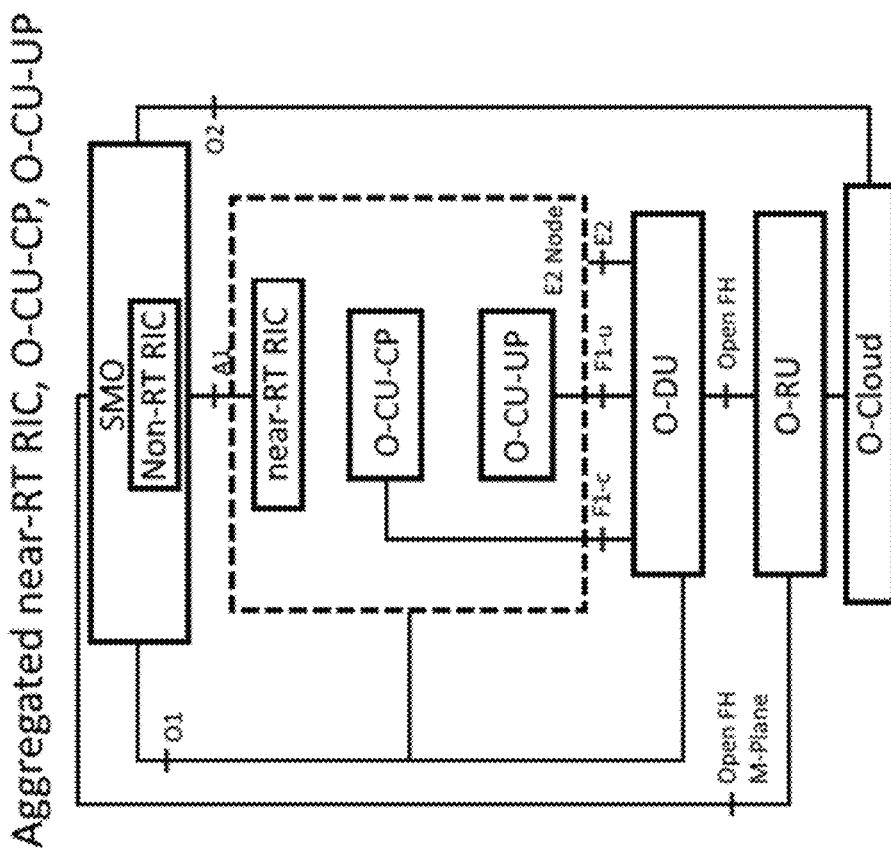 Aggregated near-RT RIC, O-CU-CP, O-CU-UP
SMO
Non-RT RIC
O2
A1
O1
near-RT RIC
O-CU-CP
O-CU-UP
E2 Node
F1-c
F1-u
E2
O-DU
Open FH
Open FH
M-Plane
O-RU
O-Cloud